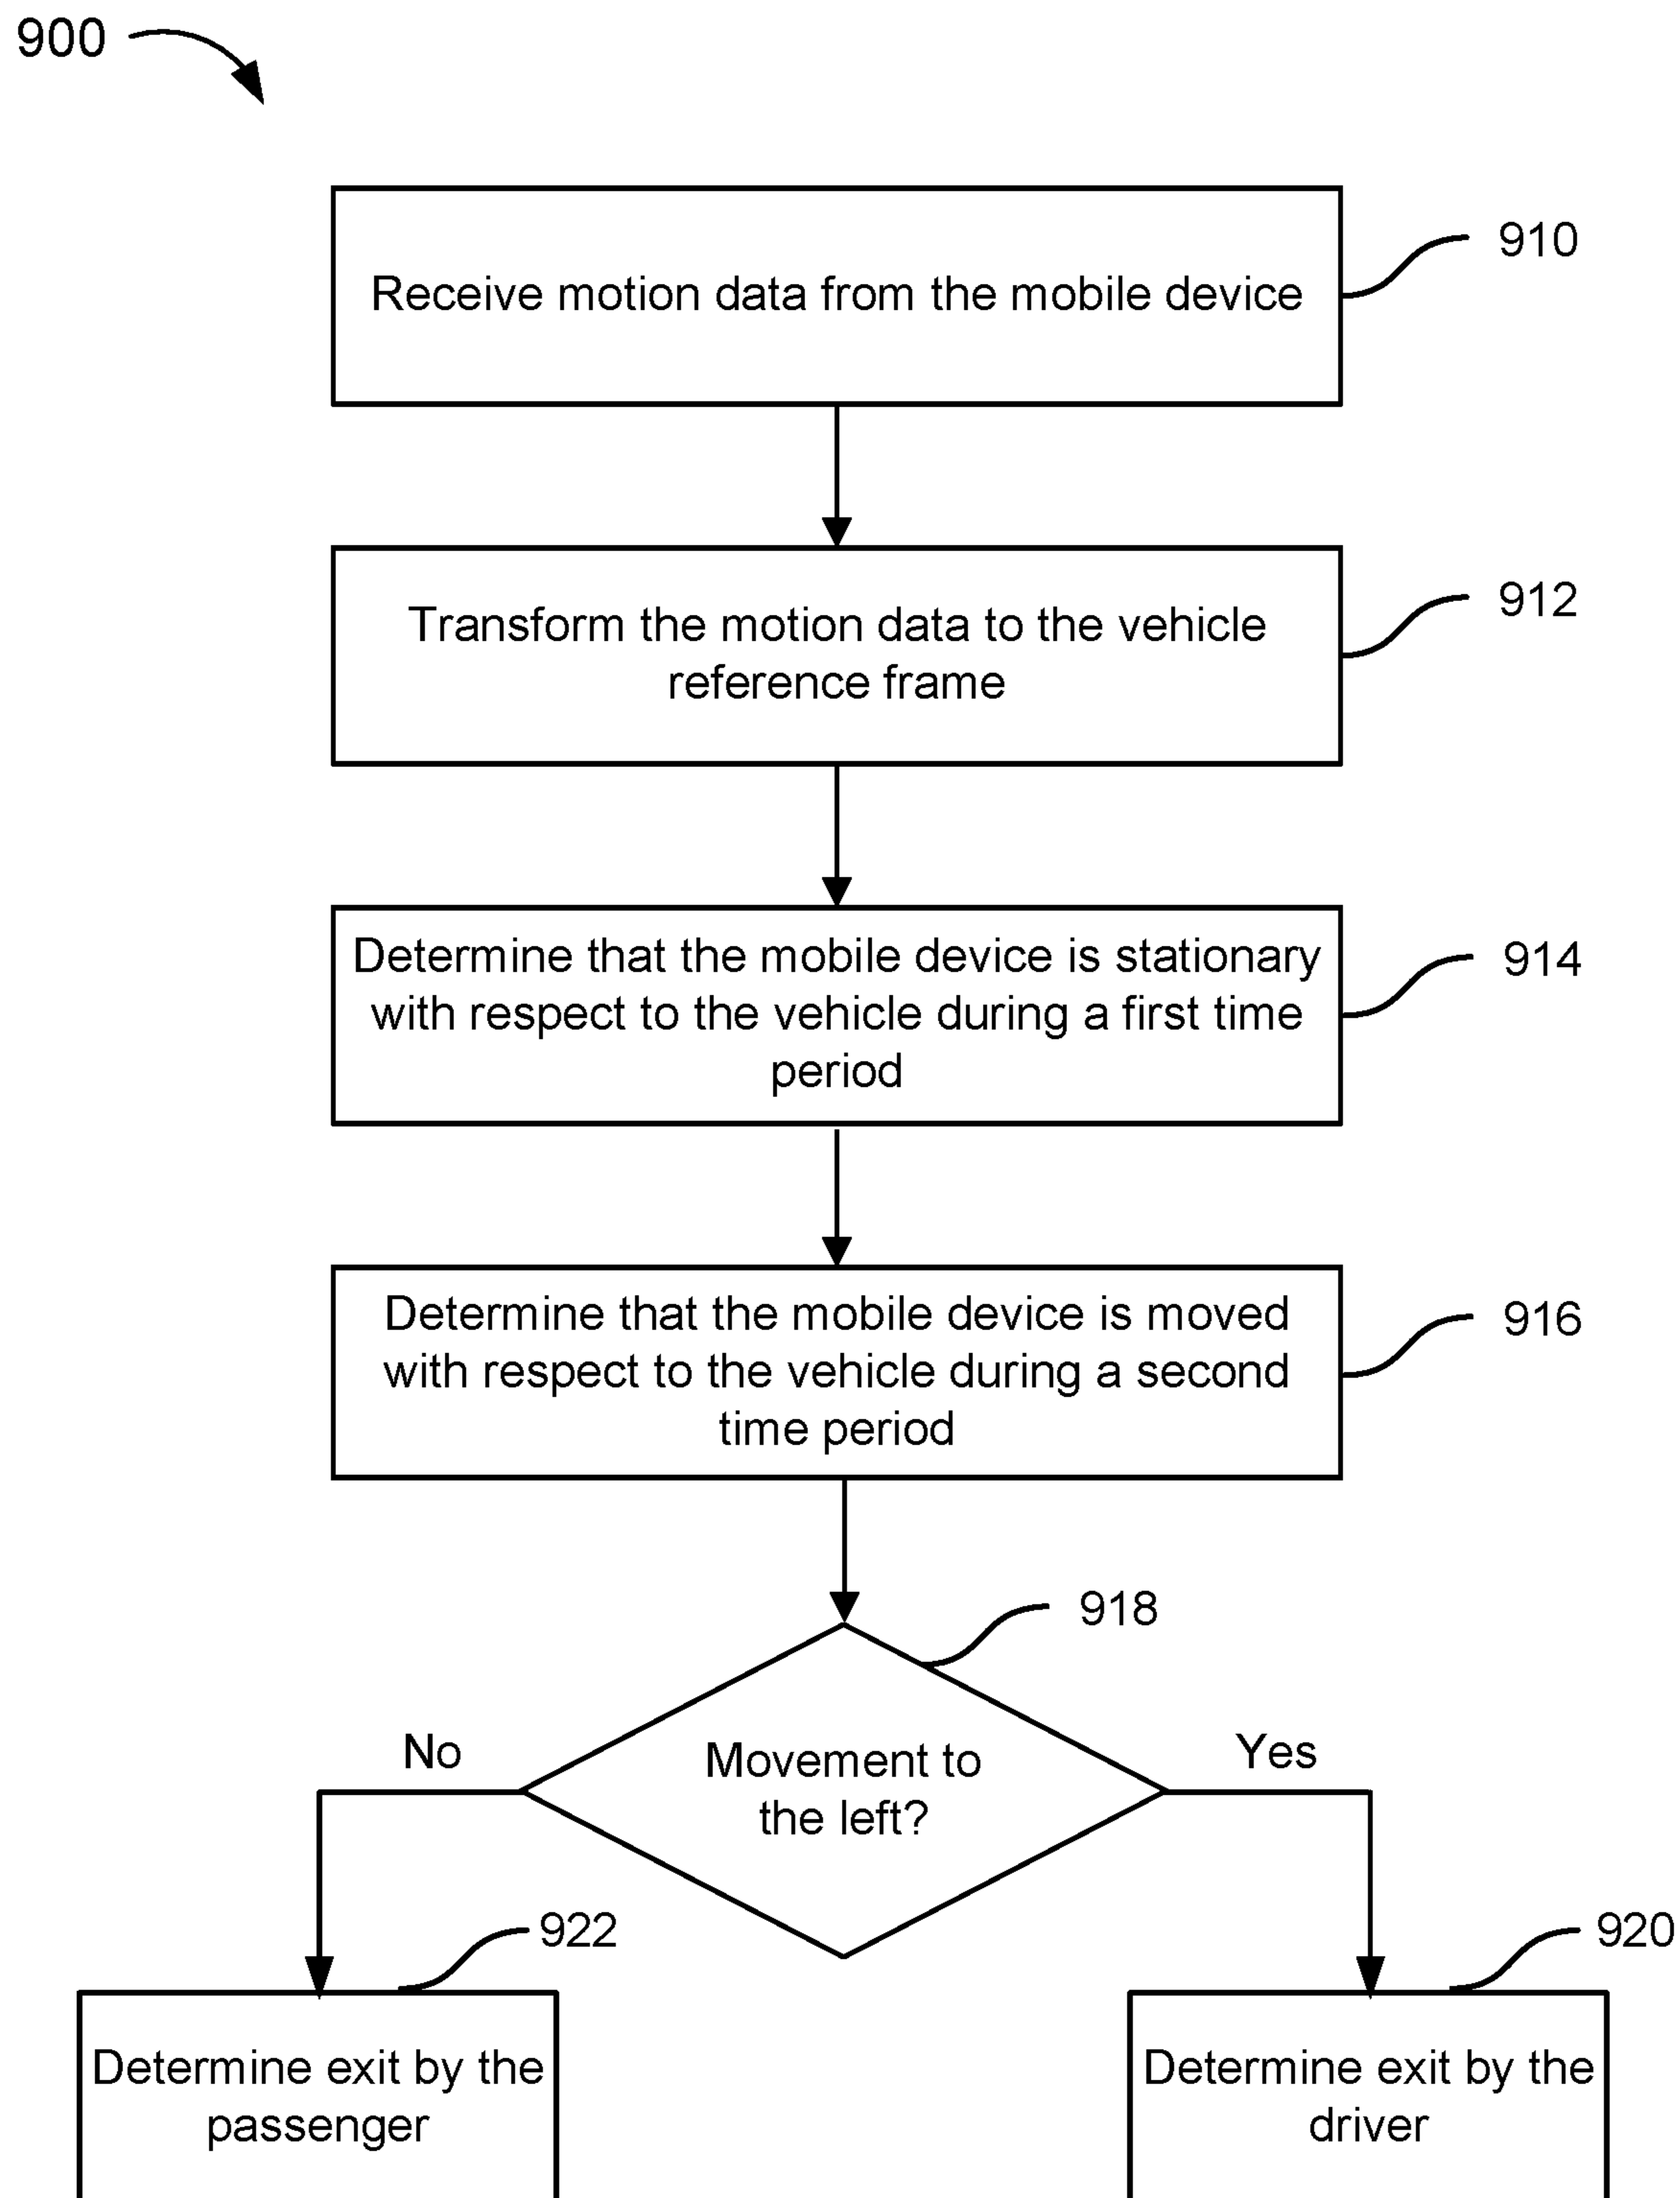 900
Receive motion data from the mobile device
910
Transform the motion data to the vehicle
reference frame
912
Determine that the mobile device is stationary
with respect to the vehicle during a first time
period
914
Determine that the mobile device is moved
with respect to the vehicle during a second
time period
916
918
Movement to
the left?
No
Yes
922
920
Determine exit by the
passenger
Determine exit by the
driver